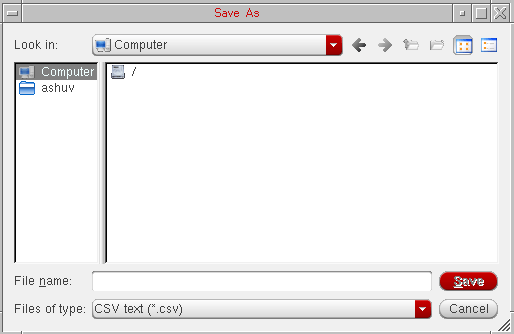 Save As
Look in: Computer
Computer /
ashuv
File name: Save
Files of type: CSV text (*.csv) Cancel